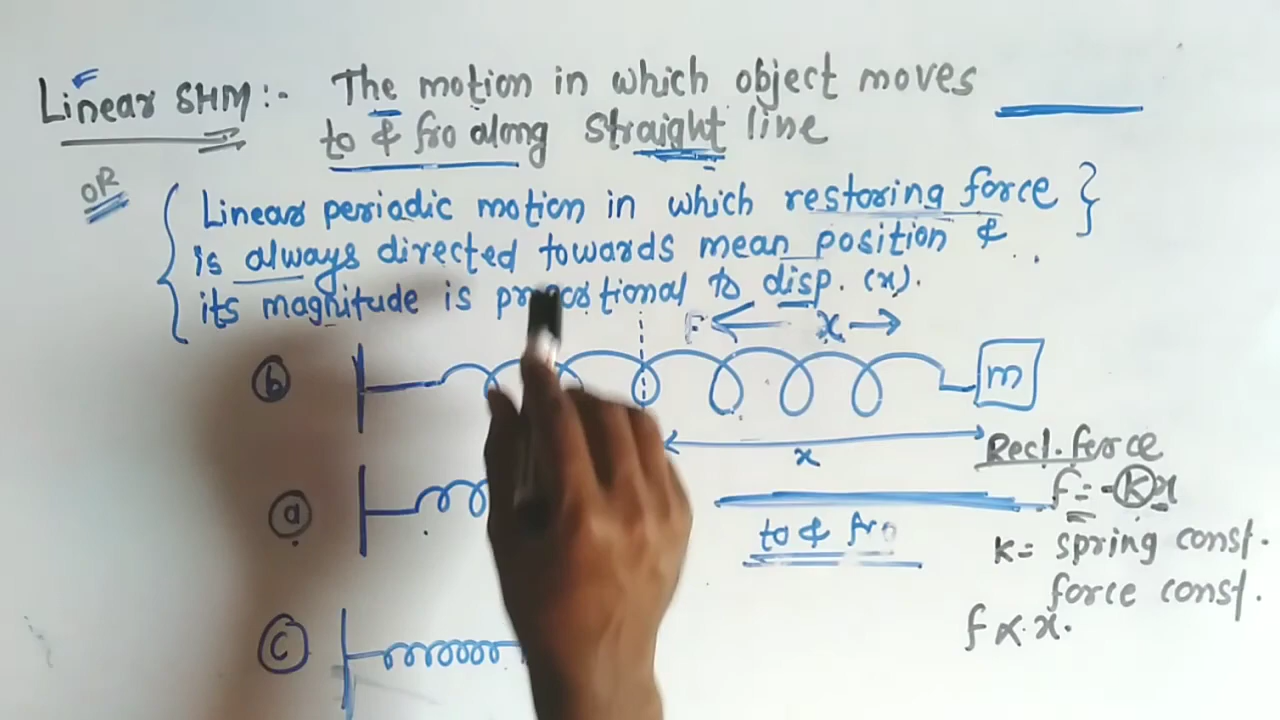 Linear SHM:- The motion in which object moves
to & fro along straight line
OR
{ Linear periodic motion in which restoring force }
is always directed towards mean position &
its magnitude is proportional to disp. (x).
F ← x →
b
m
x
Rect. force
f = -kx
a
to & fro
k = spring const.
force const.
f ∝ x.
c